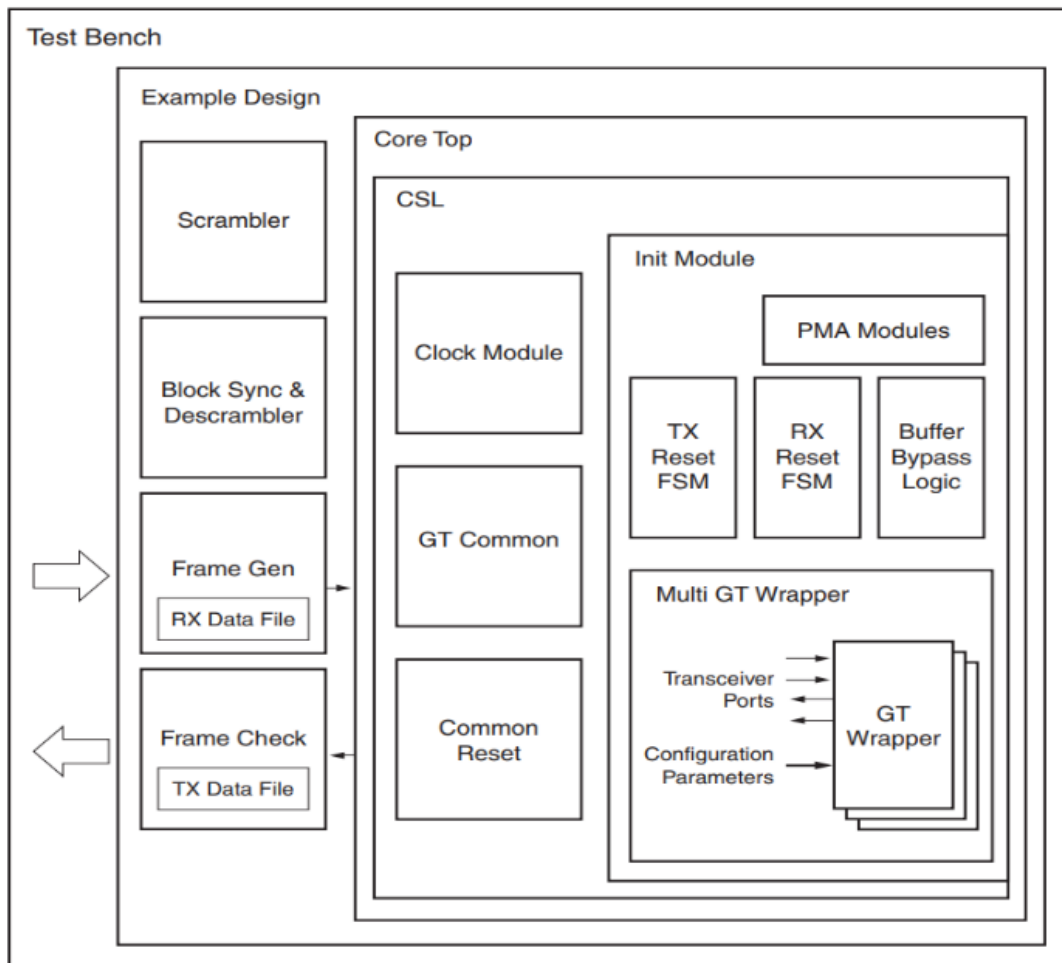 Test Bench
Example Design
Scrambler
Block Sync &
Descrambler
Frame Gen
RX Data File
Frame Check
TX Data File
Core Top
CSL
Clock Module
GT Common
Common
Reset
Init Module
PMA Modules
TX
Reset
FSM
RX
Reset
FSM
Buffer
Bypass
Logic
Multi GT Wrapper
Transceiver
Ports
Configuration
Parameters
GT
Wrapper